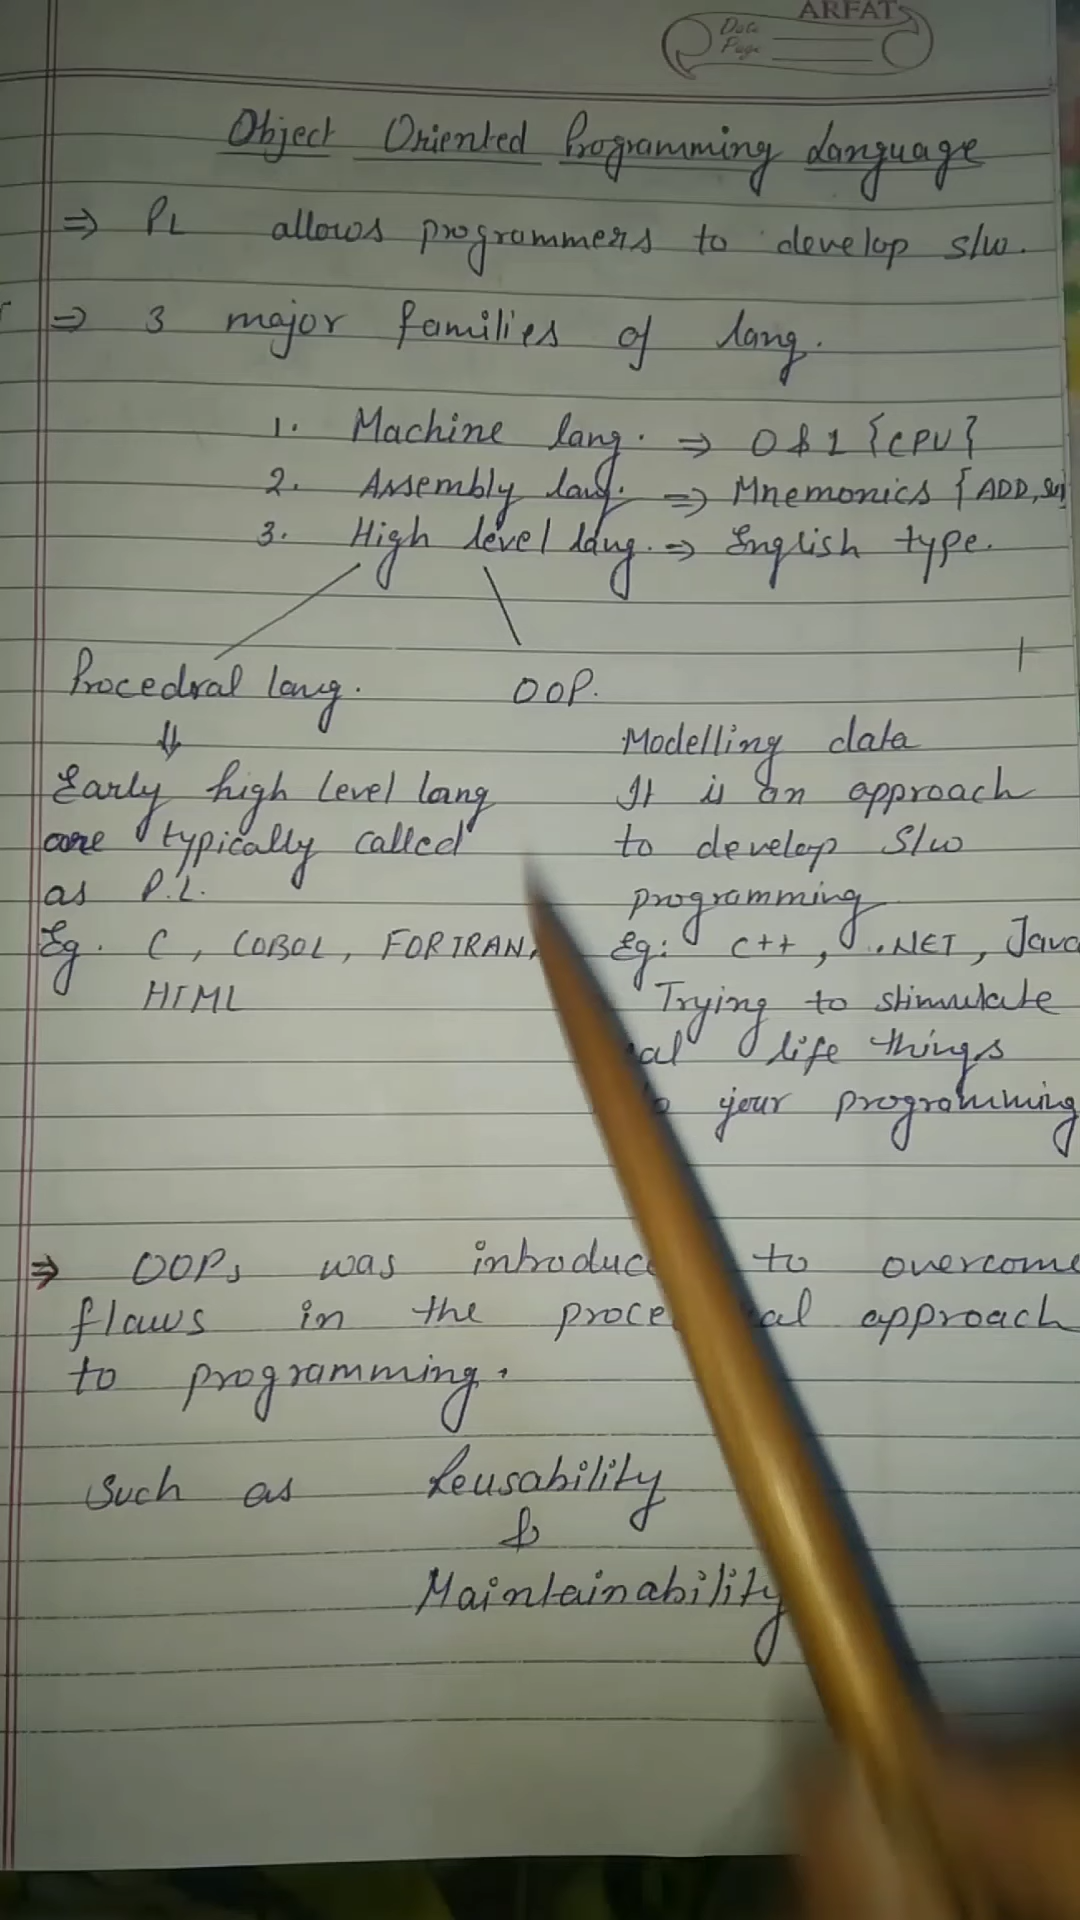 ARFAT
Date
Page
Object Oriented Programming Language
⇒ PL allows programmers to develop s/w.
⇒ 3 major families of lang.
1. Machine lang. ⇒ 0 & 1 {CPU}
2. Assembly lang. ⇒ Mnemonics {ADD,
3. High level lang. ⇒ English type.
Procedral lang.
OOP.
⇓
Early high level lang
are typically called
as P.L.
Eg. C, COBOL, FORTRAN,
HTML
Modelling data
It is an approach
to develop S/w
programming
Eg: C++, .NET, Java
Trying to stimulate
life things
your programming
⇒ OOPs was to overcome
flaws in the approach
to programming.
Such as Reusability
&
Maintainability